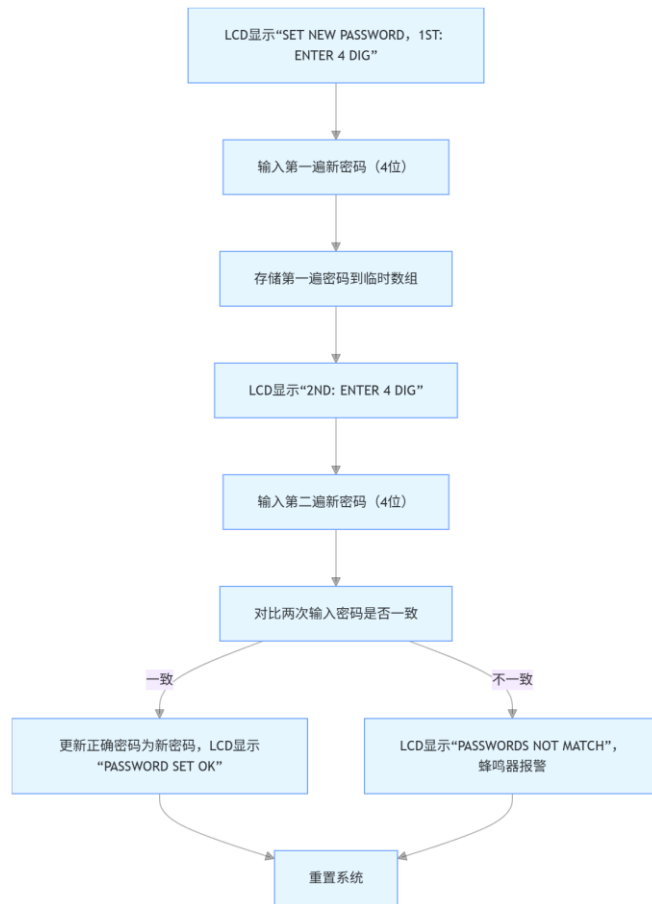 LCD显示“SET NEW PASSWORD，1ST:
ENTER 4 DIG”
输入第一遍新密码（4位）
存储第一遍密码到临时数组
LCD显示“2ND: ENTER 4 DIG”
输入第二遍新密码（4位）
对比两次输入密码是否一致
一致
不一致
更新正确密码为新密码，LCD显示
“PASSWORD SET OK”
LCD显示“PASSWORDS NOT MATCH”，
蜂鸣器报警
重置系统